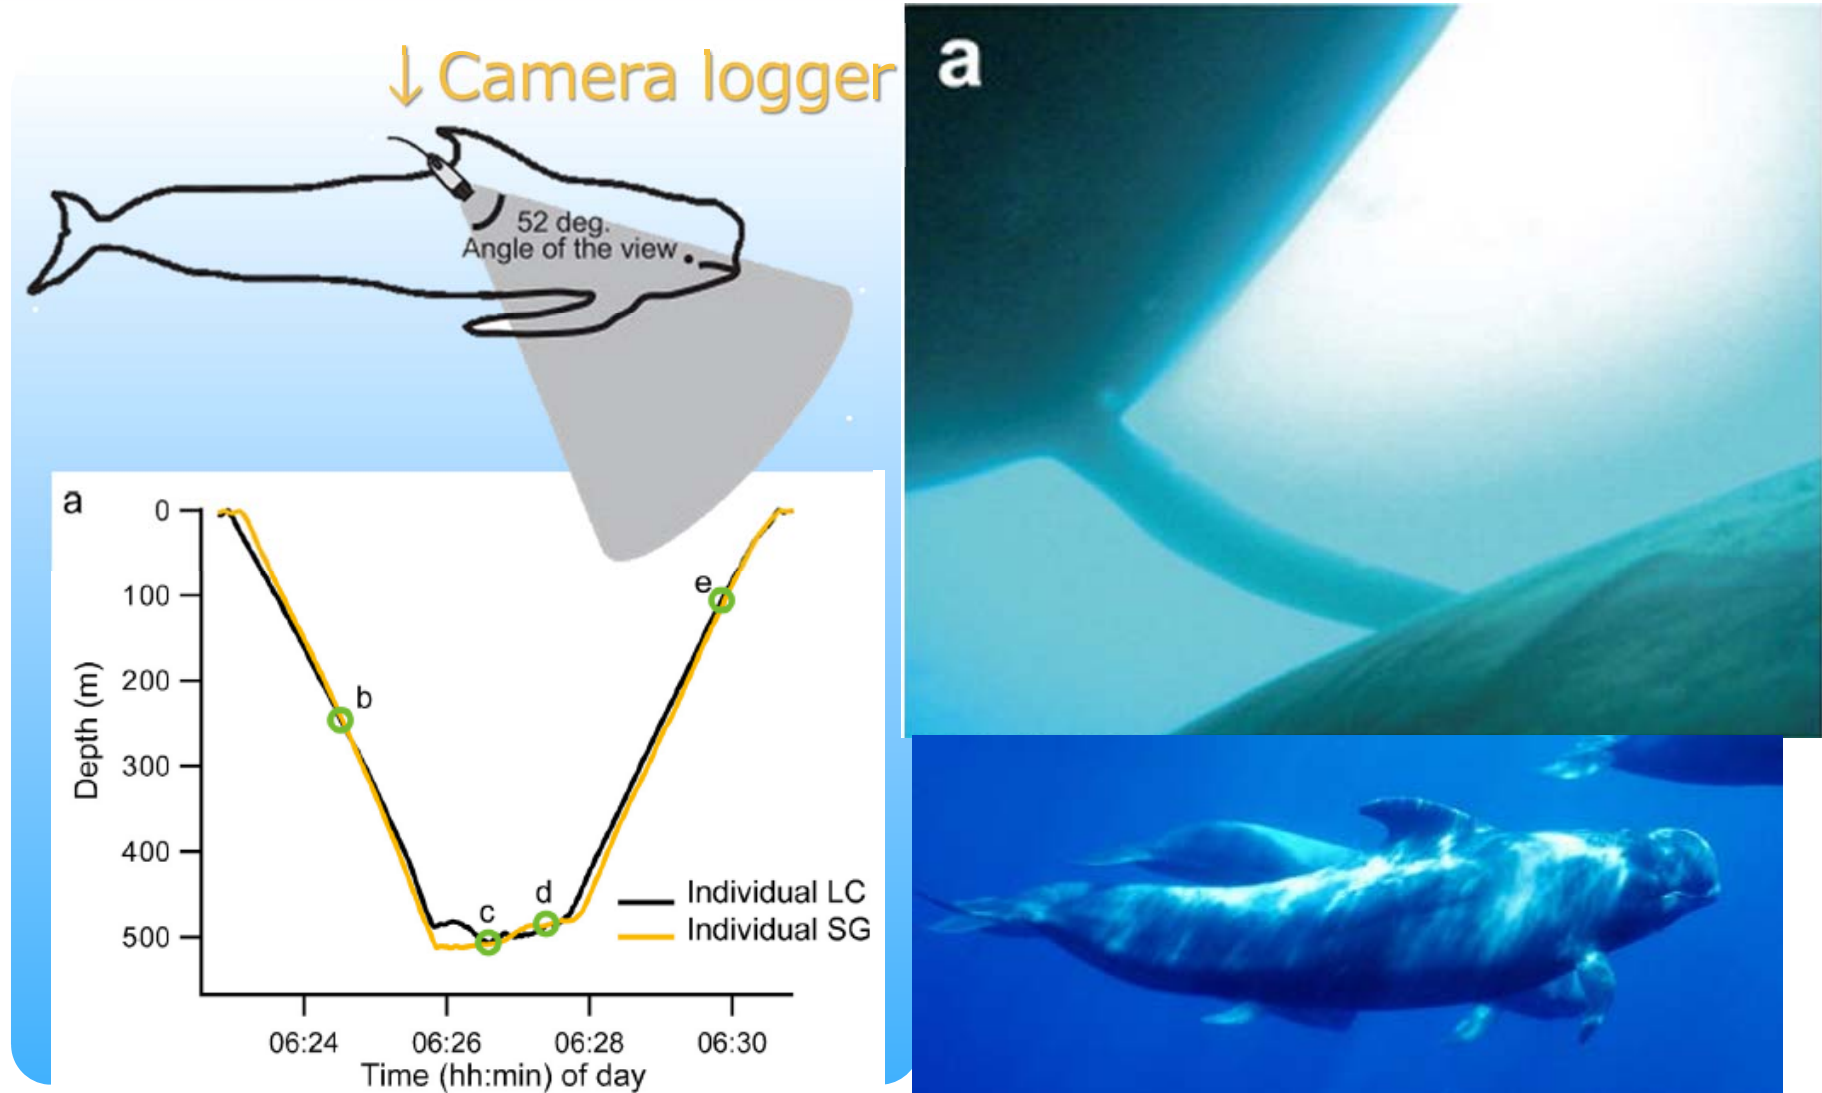 ↓Camera logger
52 deg.
Angle of the view
a
0
100
200
300
400
500
Depth (m)
b
c
d
e
Individual LC
Individual SG
06:24 06:26 06:28 06:30
Time (hh:min) of day
a